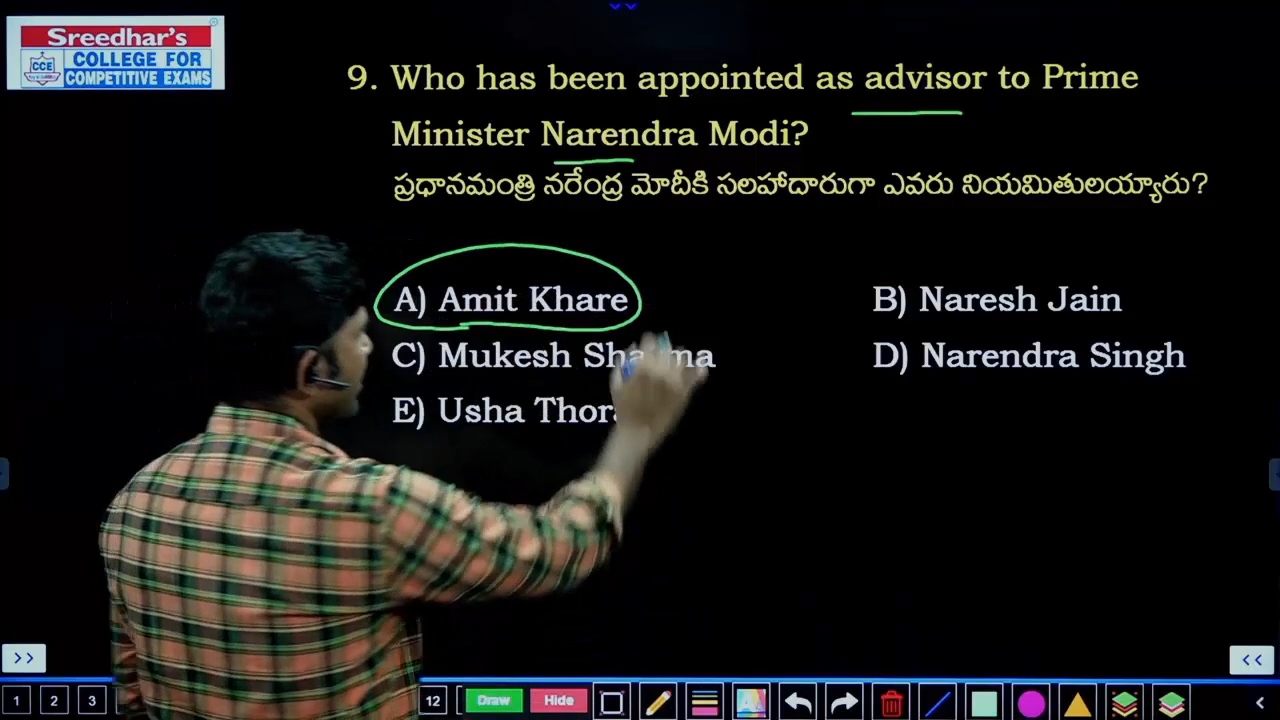 Sreedhar's
CCE
COLLEGE FOR
COMPETITIVE EXAMS
9. Who has been appointed as advisor to Prime
Minister Narendra Modi?
ప్రధానమంత్రి నరేంద్ర మోదీకి సలహాదారుగా ఎవరు నియమితులయ్యారు?
A) Amit Khare
B) Naresh Jain
C) Mukesh Sharma
D) Narendra Singh
E) Usha
>>
<<
1
2
3
12
Draw
Hide